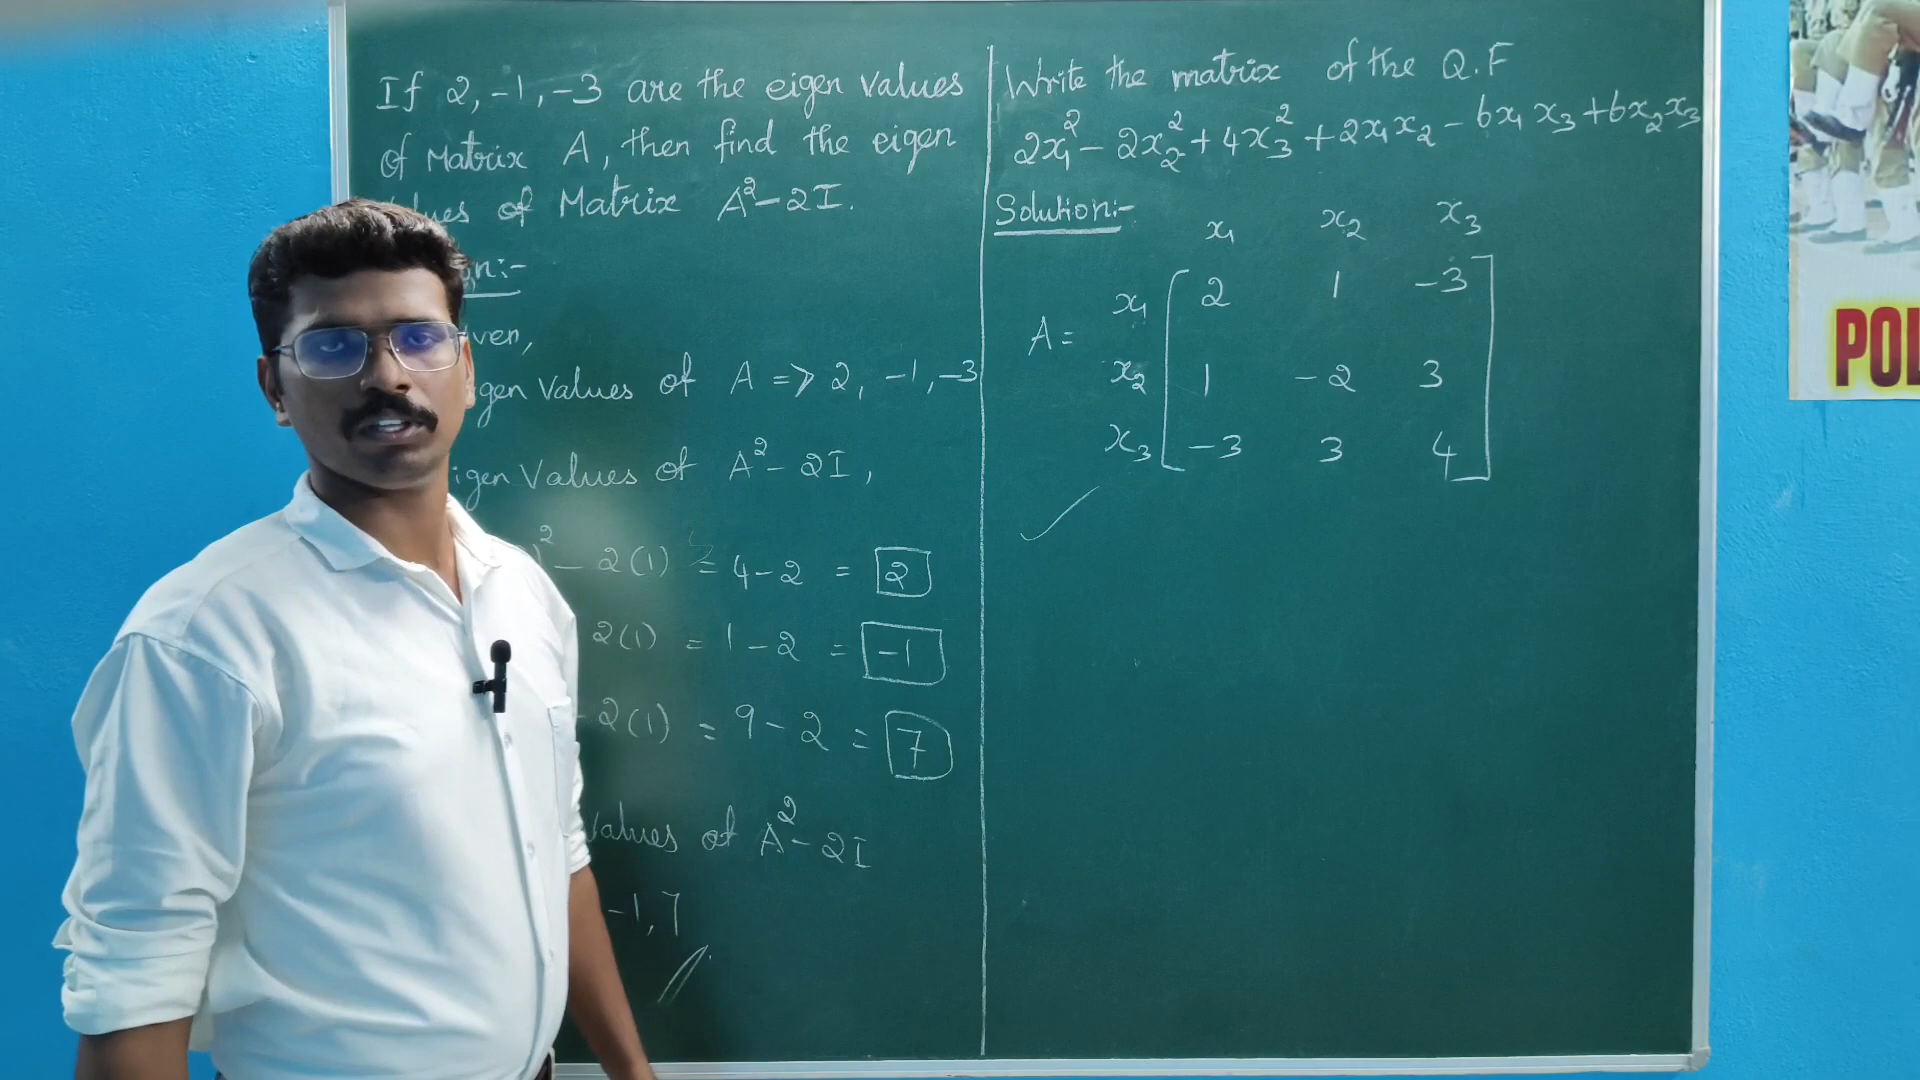 If 2, -1, -3 are the eigen values
of Matrix A, then find the eigen
of Matrix A²-2I.
eigen values of A => 2, -1, -3
Eigen Values of A²-2I,
² - 2(1) = 4-2 = 2
2(1) = 1-2 = -1
-2(1) = 9-2 = 7
values of A²-2I
-1, 7
Write the matrix of the Q.F
2x₁² - 2x₂² + 4x₃² + 2x₁x₂ - 6x₁x₃ + 6x₂x₃
Solution:-
x₁ x₂ x₃
x₁ 2 1 -3
A =
x₂ 1 -2 3
x₃ -3 3 4
POL